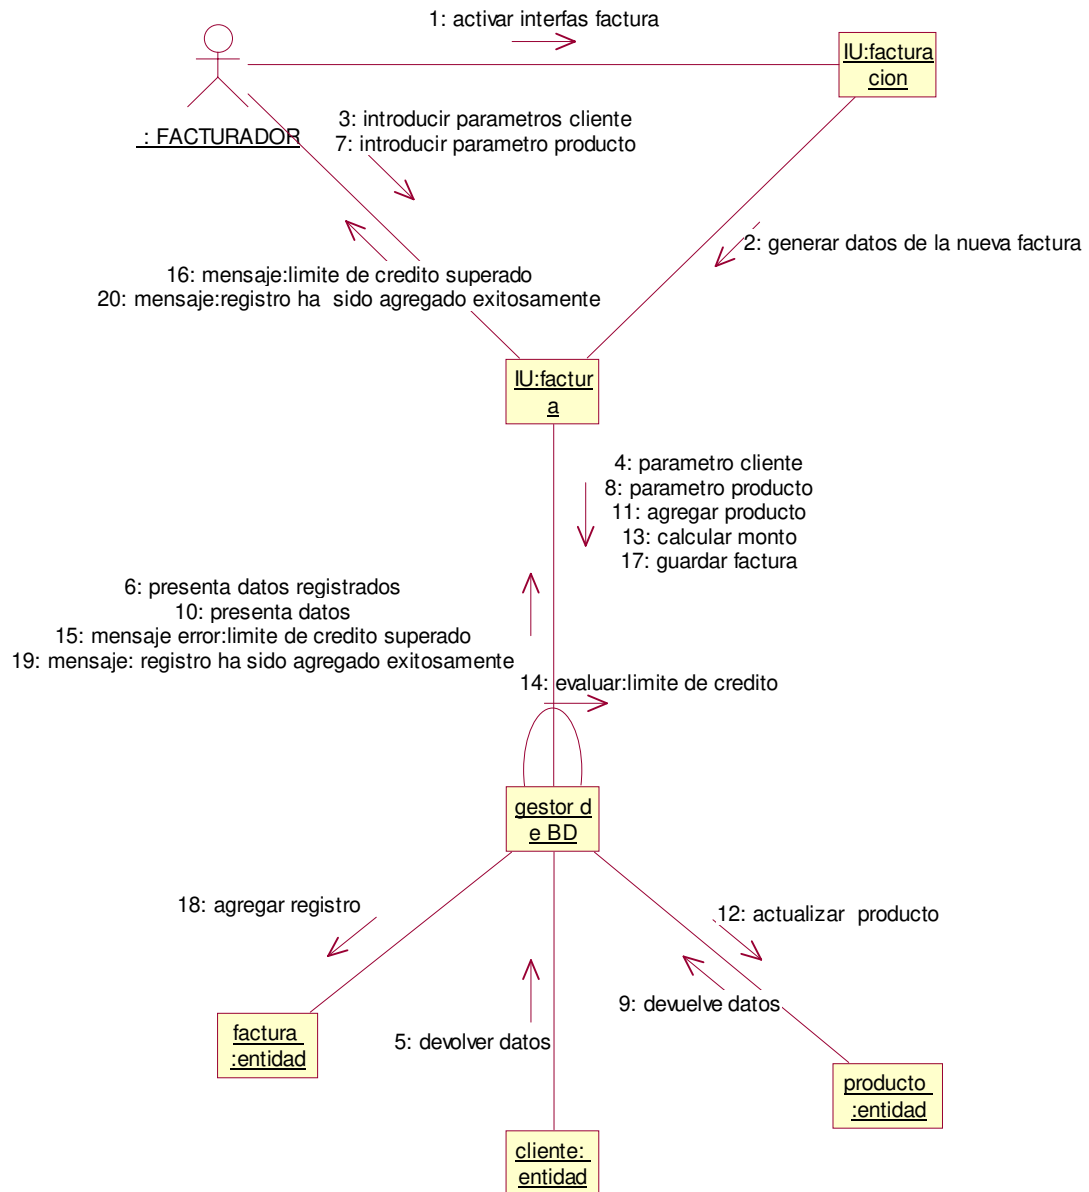 1: activar interfas factura
IU:factura
cion
: FACTURADOR
3: introducir parametros cliente
7: introducir parametro producto
2: generar datos de la nueva factura
16: mensaje:limite de credito superado
20: mensaje:registro ha  sido agregado exitosamente
IU:factur
a
4: parametro cliente
8: parametro producto
11: agregar producto
13: calcular monto
17: guardar factura
6: presenta datos registrados
10: presenta datos
15: mensaje error:limite de credito superado
19: mensaje: registro ha sido agregado exitosamente
14: evaluar:limite de credito
gestor d
e BD
18: agregar registro
12: actualizar  producto
9: devuelve datos
5: devolver datos
factura
:entidad
producto
:entidad
cliente:
entidad